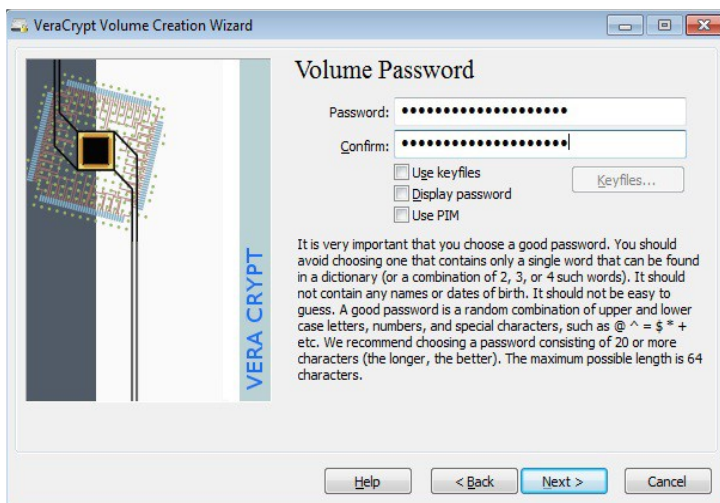 VeraCrypt Volume Creation Wizard
Volume Password
Password: ••••••••••••••••••••
Confirm: ••••••••••••••••••••
Use keyfiles
Keyfiles...
Display password
Use PIM
It is very important that you choose a good password. You should
avoid choosing one that contains only a single word that can be found
in a dictionary (or a combination of 2, 3, or 4 such words). It should
not contain any names or dates of birth. It should not be easy to
guess. A good password is a random combination of upper and lower
case letters, numbers, and special characters, such as @ ^ = $ * +
etc. We recommend choosing a password consisting of 20 or more
characters (the longer, the better). The maximum possible length is 64
characters.
VERA CRYPT
Help
< Back
Next >
Cancel